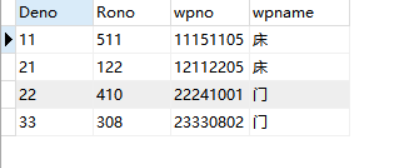 Deno Rono wpno wpname
11 511 11151105 床
21 122 12112205 床
22 410 22241001 门
33 308 23330802 门